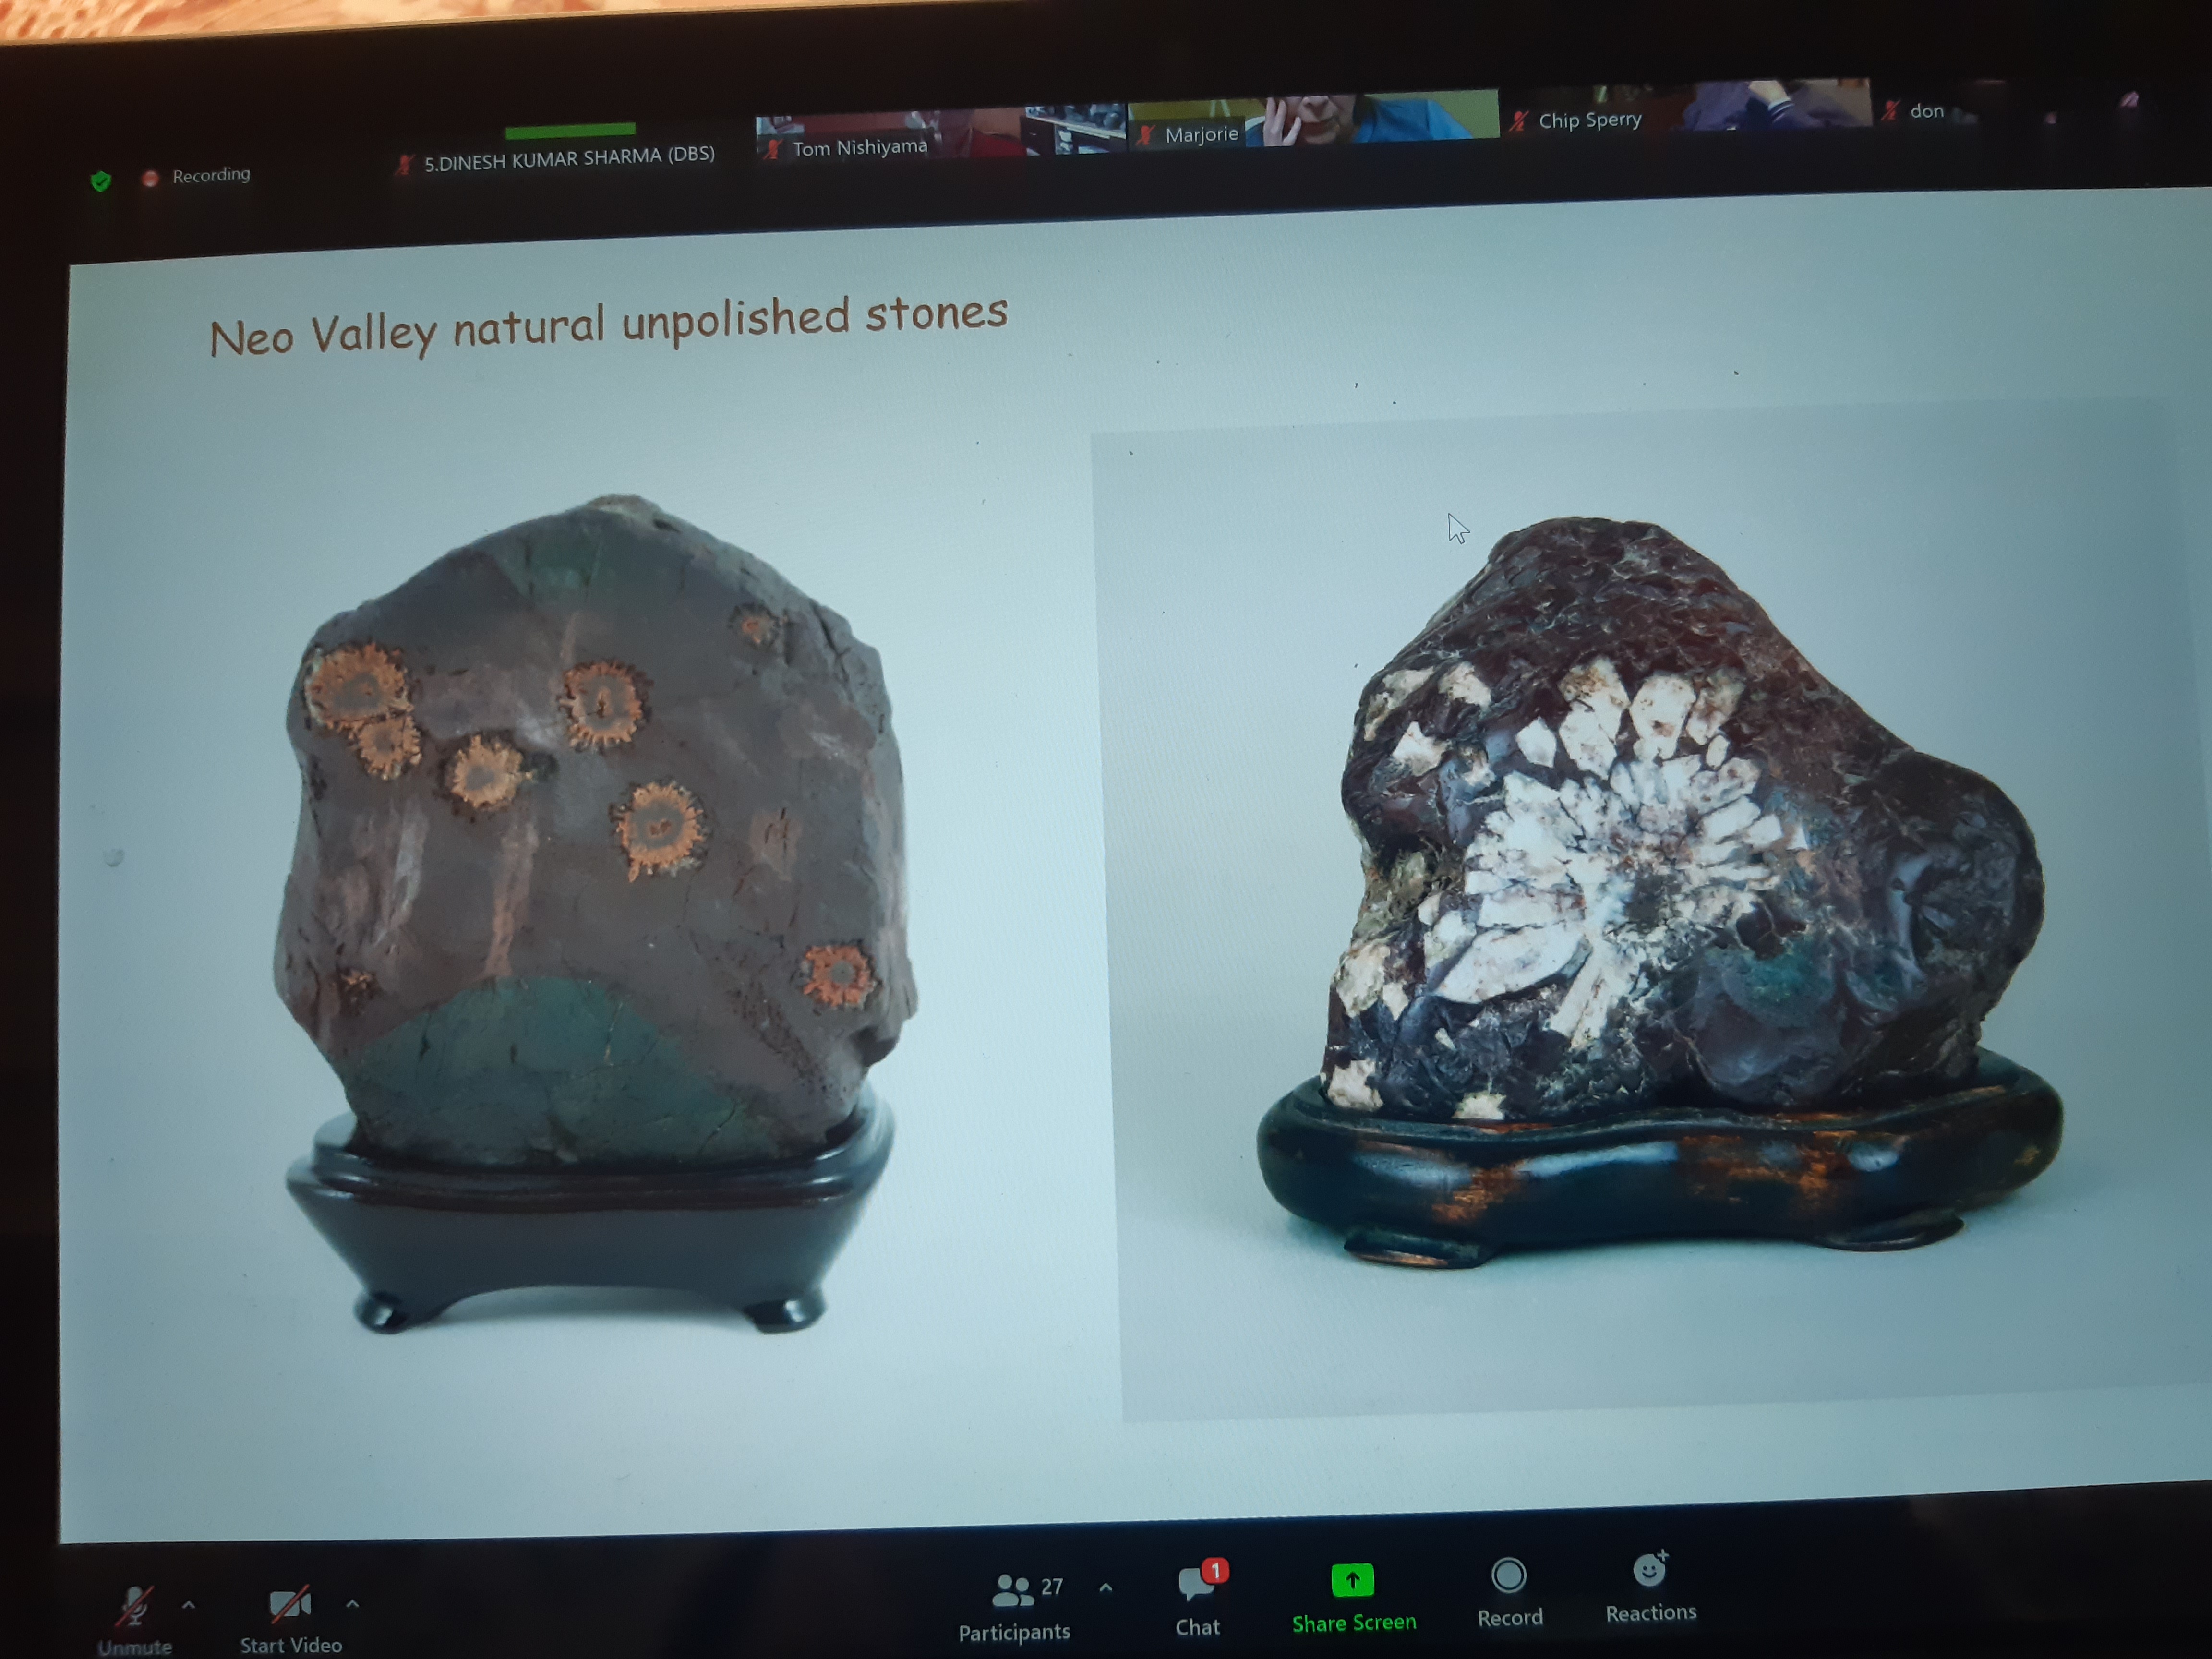 5.DINESH KUMAR SHARMA (DBS)
Tom Nishiyama
Marjorie
Chip Sperry
don
Recording
Neo Valley natural unpolished stones
27
1
Unmute
Start Video
Participants
Chat
Share Screen
Record
Reactions